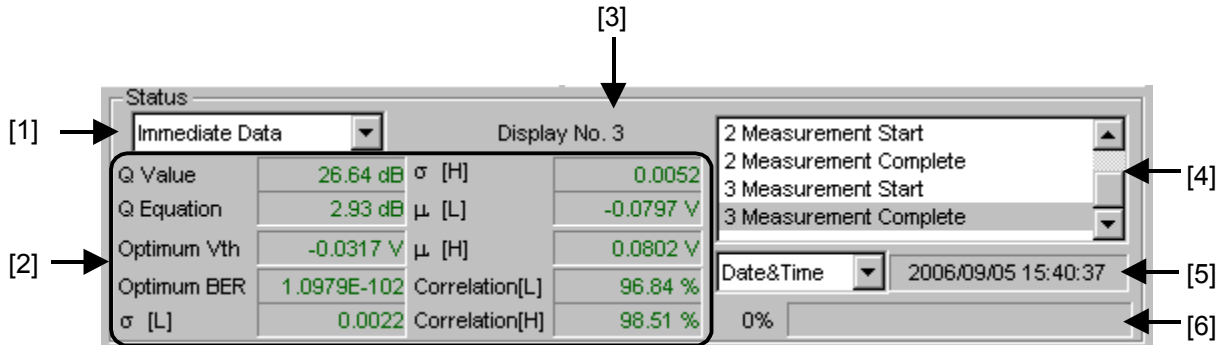 [3]
Status
[1]
Immediate Data
Display No. 3
2 Measurement Start
2 Measurement Complete
3 Measurement Start
3 Measurement Complete
[4]
[2]
Q Value 26.64 dB σ [H] 0.0052
Q Equation 2.93 dB μ [L] -0.0797 V
Optimum Vth -0.0317 V μ [H] 0.0802 V
Optimum BER 1.0979E-102 Correlation[L] 96.84 %
σ [L] 0.0022 Correlation[H] 98.51 %
Date&Time 2006/09/05 15:40:37
[5]
0%
[6]